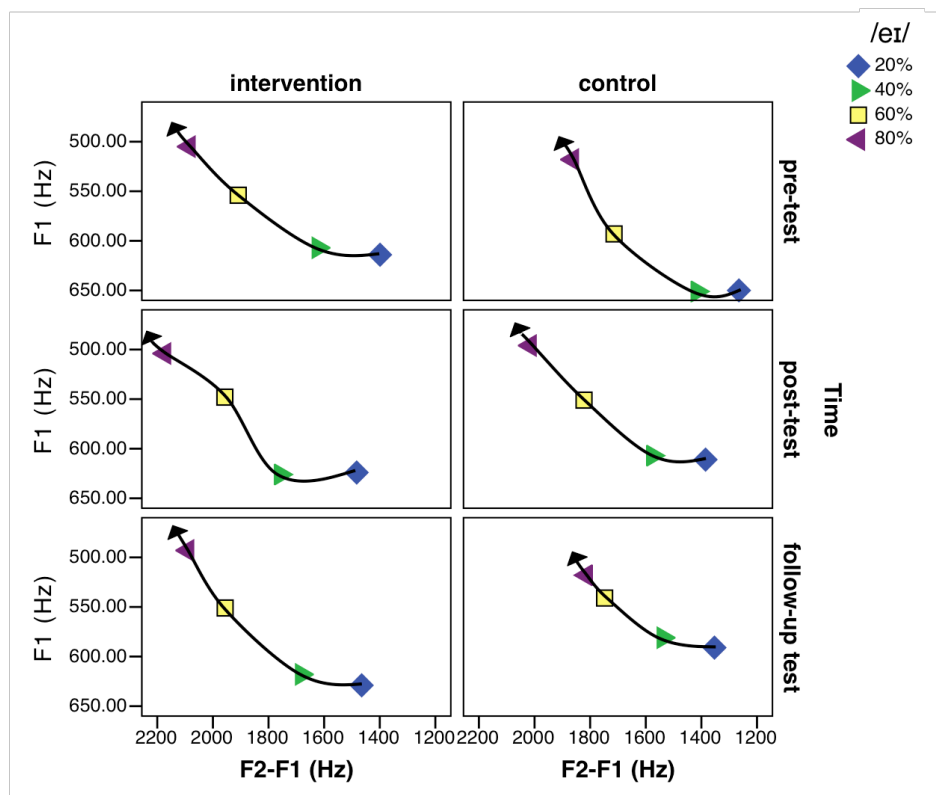 /eɪ/
20%
40%
60%
80%
intervention
control
500.00
550.00
600.00
650.00
F1 (Hz)
pre-test
500.00
550.00
600.00
650.00
F1 (Hz)
post-test
Time
500.00
550.00
600.00
650.00
F1 (Hz)
follow-up test
2200 2000 1800 1600 1400 1200
2200 2000 1800 1600 1400 1200
F2-F1 (Hz)
F2-F1 (Hz)